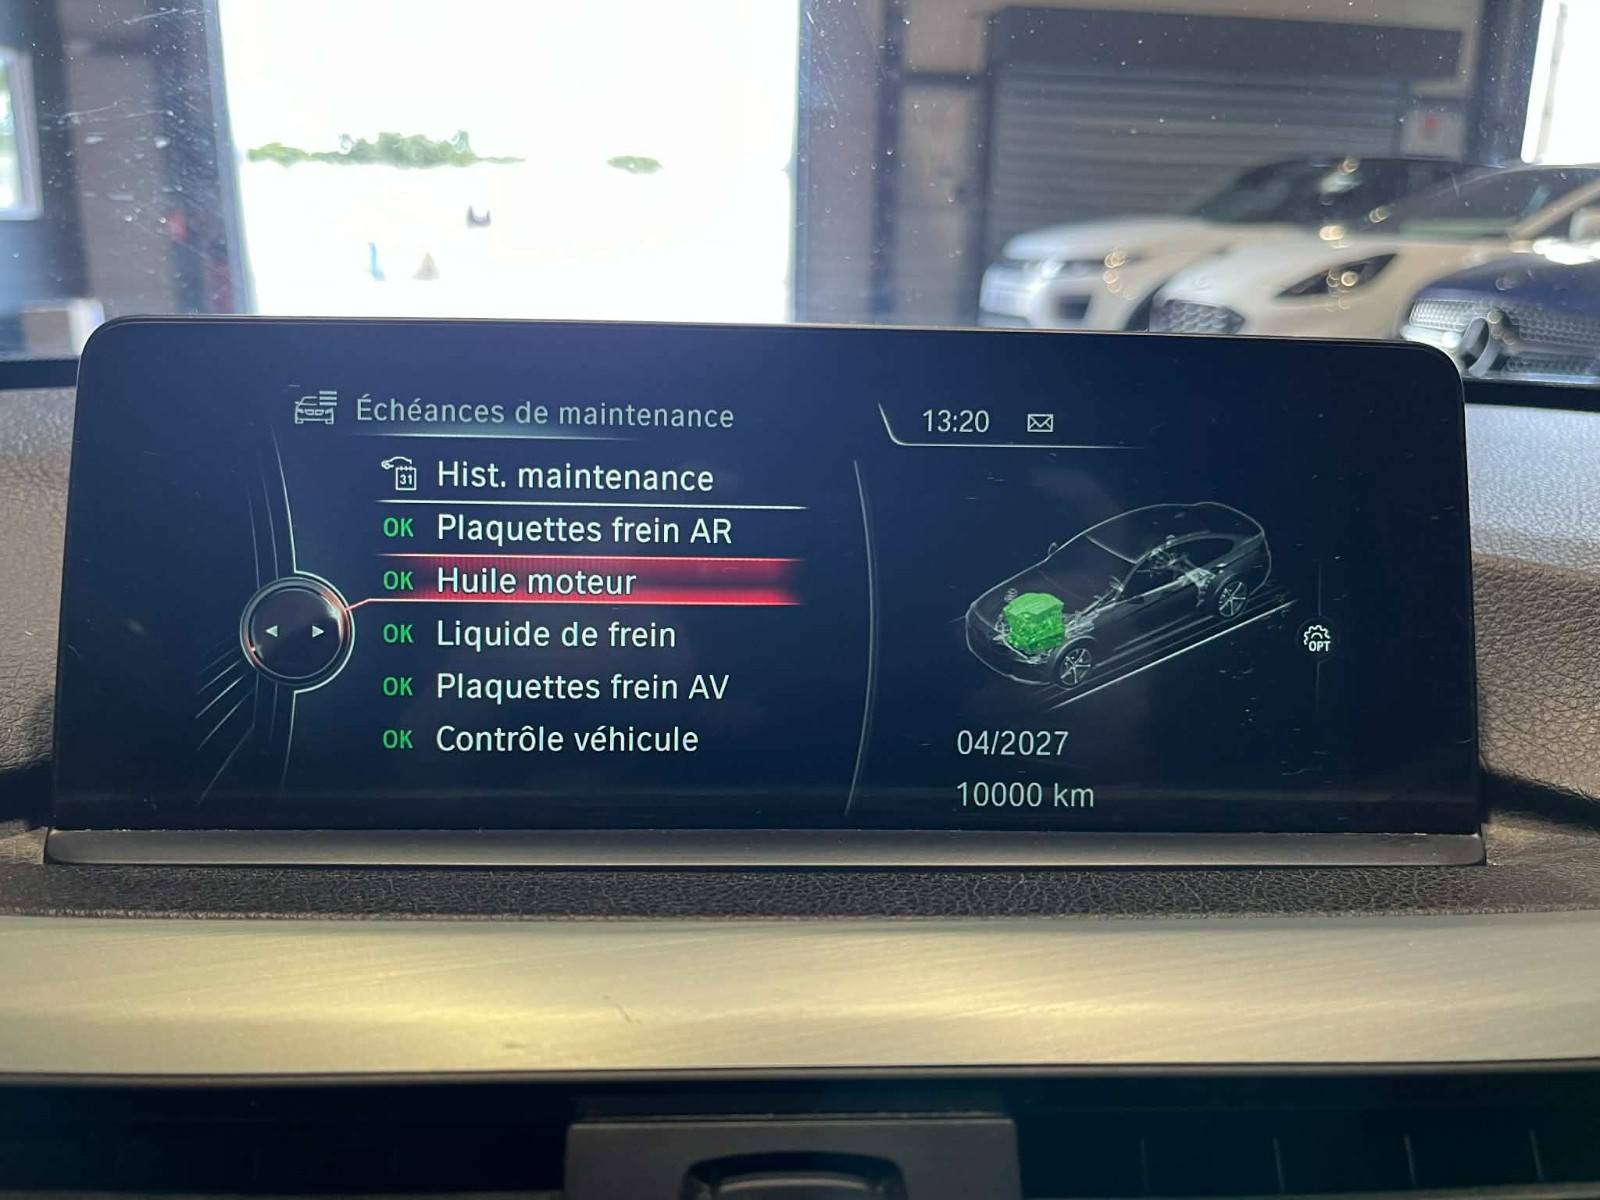 Échéances de maintenance
13:20
31 Hist. maintenance
OK Plaquettes frein AR
OK Huile moteur
OK Liquide de frein
OK Plaquettes frein AV
OK Contrôle véhicule
OPT
04/2027
10000 km